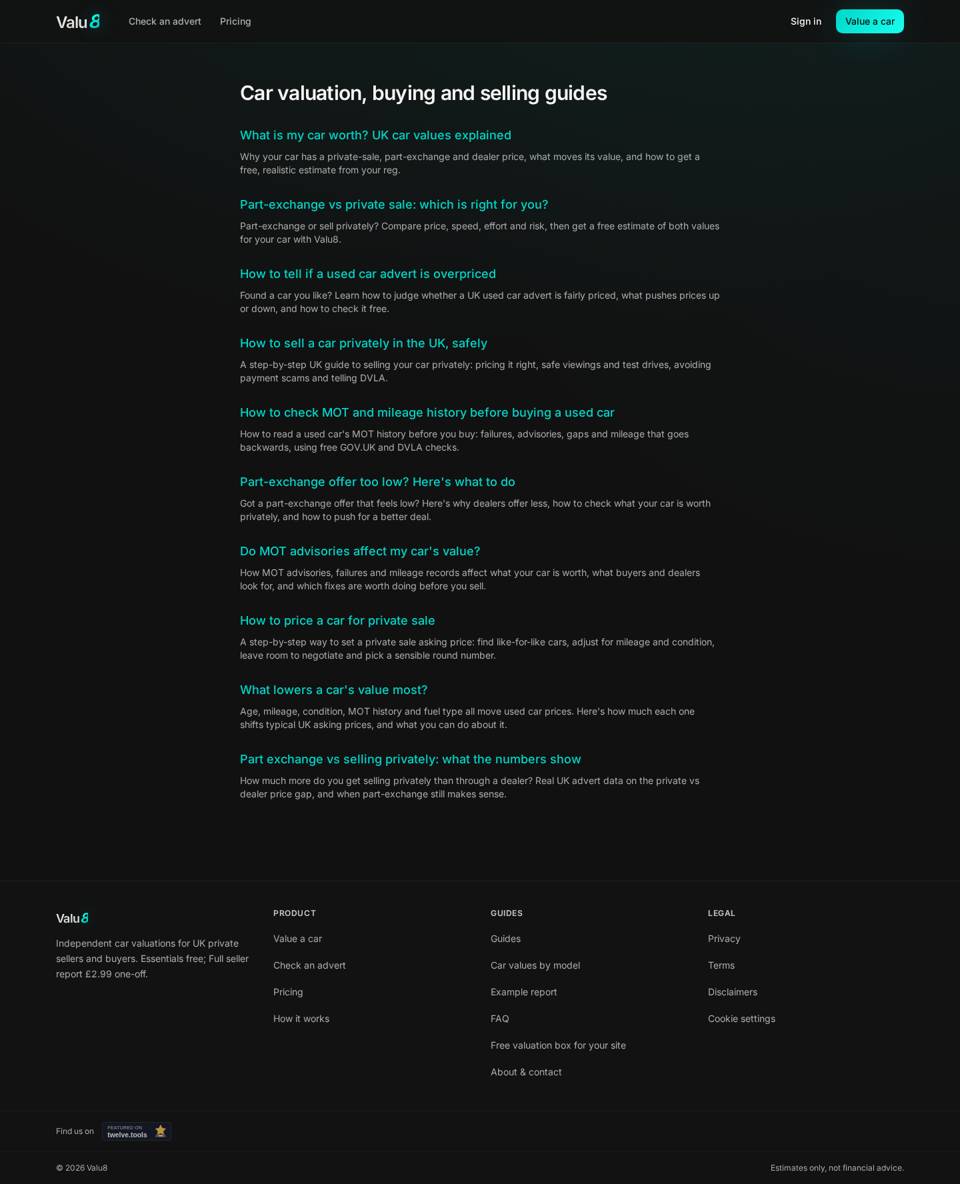 Valu8
Check an advert
Pricing
Sign in
Value a car
Car valuation, buying and selling guides
What is my car worth? UK car values explained
Why your car has a private-sale, part-exchange and dealer price, what moves its value, and how to get a
free, realistic estimate from your reg.
Part-exchange vs private sale: which is right for you?
Part-exchange or sell privately? Compare price, speed, effort and risk, then get a free estimate of both values
for your car with Valu8.
How to tell if a used car advert is overpriced
Found a car you like? Learn how to judge whether a UK used car advert is fairly priced, what pushes prices up
or down, and how to check it free.
How to sell a car privately in the UK, safely
A step-by-step UK guide to selling your car privately: pricing it right, safe viewings and test drives, avoiding
payment scams and telling DVLA.
How to check MOT and mileage history before buying a used car
How to read a used car's MOT history before you buy: failures, advisories, gaps and mileage that goes
backwards, using free GOV.UK and DVLA checks.
Part-exchange offer too low? Here's what to do
Got a part-exchange offer that feels low? Here's why dealers offer less, how to check what your car is worth
privately, and how to push for a better deal.
Do MOT advisories affect my car's value?
How MOT advisories, failures and mileage records affect what your car is worth, what buyers and dealers
look for, and which fixes are worth doing before you sell.
How to price a car for private sale
A step-by-step way to set a private sale asking price: find like-for-like cars, adjust for mileage and condition,
leave room to negotiate and pick a sensible round number.
What lowers a car's value most?
Age, mileage, condition, MOT history and fuel type all move used car prices. Here's how much each one
shifts typical UK asking prices, and what you can do about it.
Part exchange vs selling privately: what the numbers show
How much more do you get selling privately than through a dealer? Real UK advert data on the private vs
dealer price gap, and when part-exchange still makes sense.
Valu8
Independent car valuations for UK private
sellers and buyers. Essentials free; Full seller
report £2.99 one-off.
PRODUCT
Value a car
Check an advert
Pricing
How it works
GUIDES
Guides
Car values by model
Example report
FAQ
Free valuation box for your site
About & contact
LEGAL
Privacy
Terms
Disclaimers
Cookie settings
Find us on
FEATURED ON
twelve.tools
© 2026 Valu8
Estimates only, not financial advice.